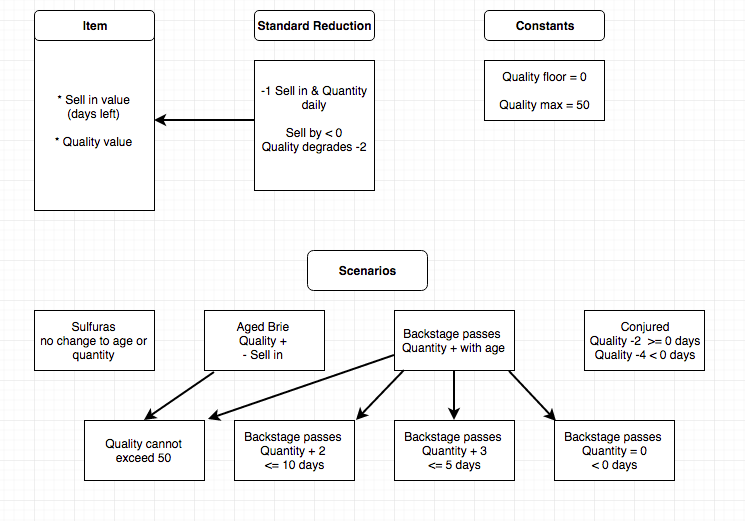 Item
Standard Reduction
Constants
* Sell in value
(days left)
* Quality value
-1 Sell in & Quantity
daily
Sell by < 0
Quality degrades -2
Quality floor = 0
Quality max = 50
Scenarios
Sulfuras
no change to age or
quantity
Aged Brie
Quality +
- Sell in
Backstage passes
Quantity + with age
Conjured
Quality -2 >= 0 days
Quality -4 < 0 days
Quality cannot
exceed 50
Backstage passes
Quantity + 2
<= 10 days
Backstage passes
Quantity + 3
<= 5 days
Backstage passes
Quantity = 0
< 0 days